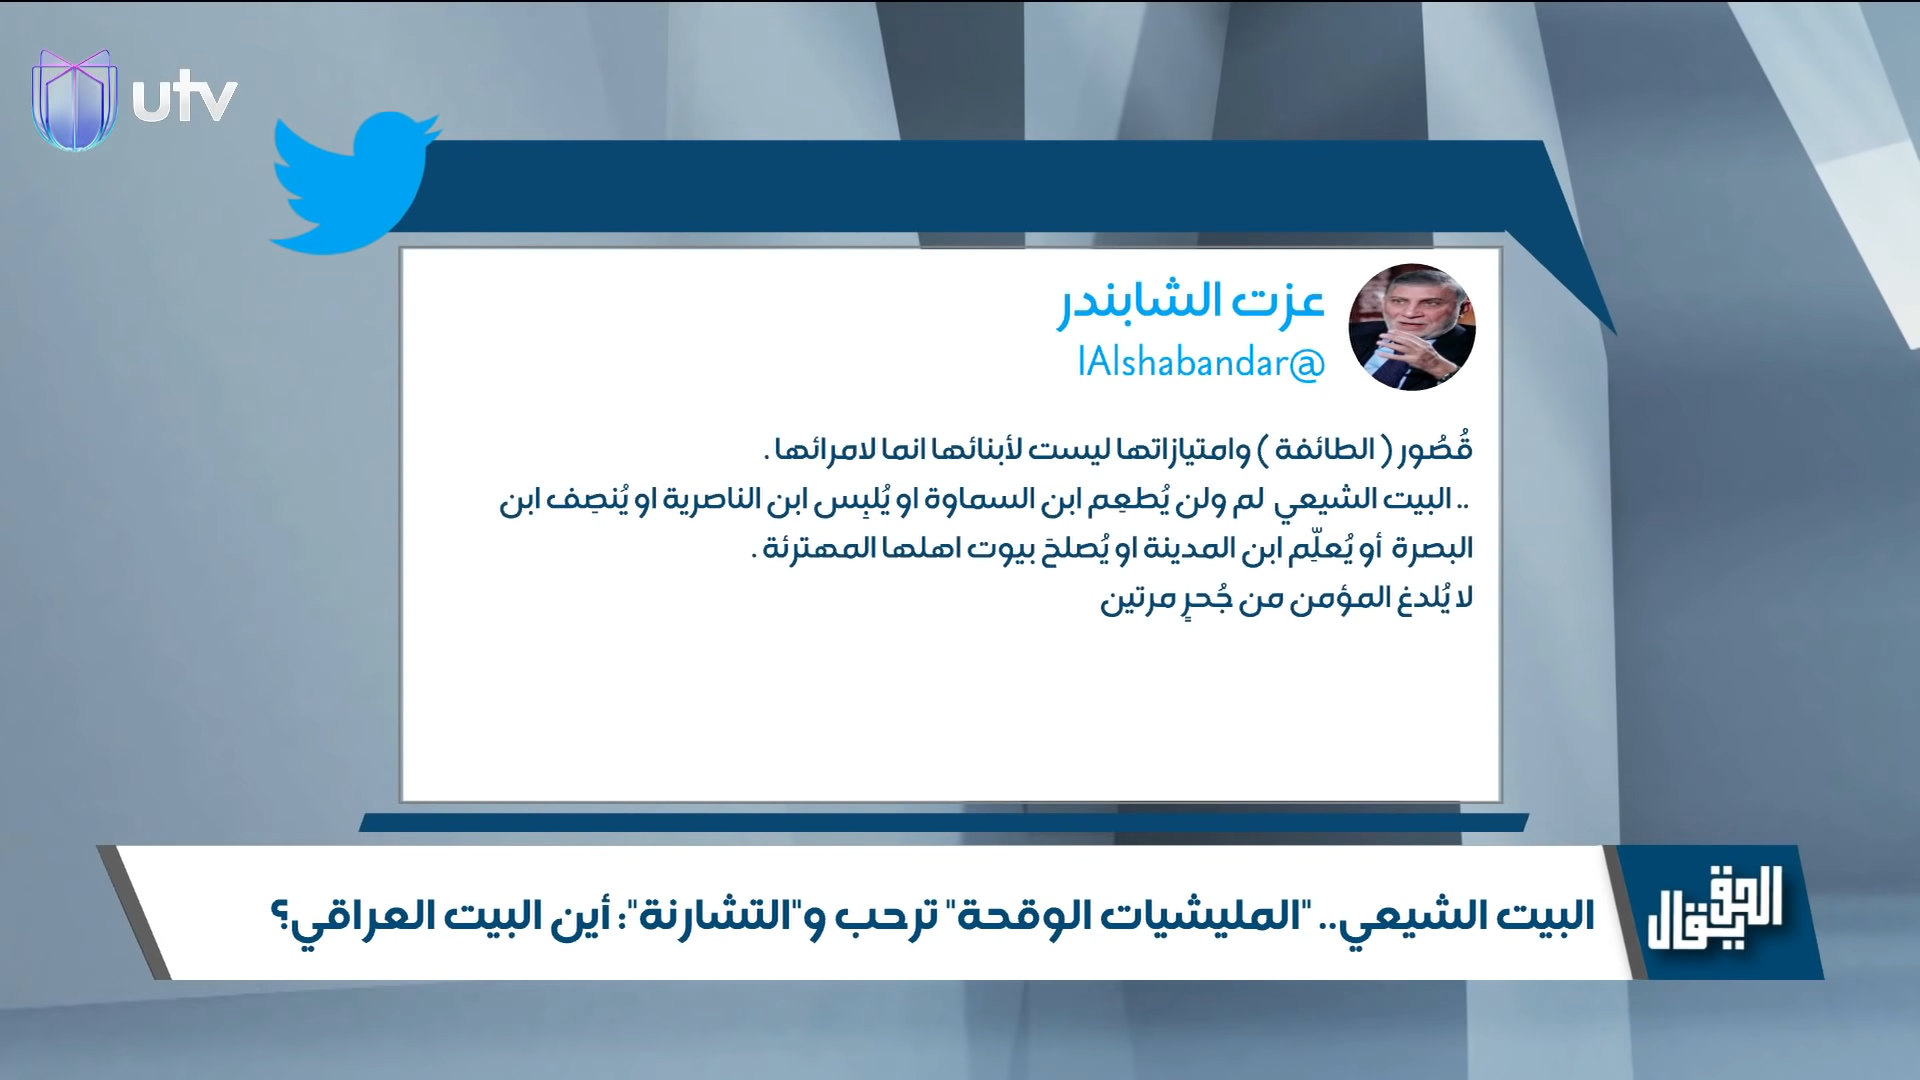 utv
عزت الشابندر
@IAlshabandar
قُصُور ( الطائفة ) وامتيازاتها ليست لأبنائها انما لامرائها .
.. البيت الشيعي لم ولن يُطعِم ابن السماوة او يُلبِس ابن الناصرية او يُنصِف ابن
البصرة أو يُعلِّم ابن المدينة او يُصلحَ بيوت اهلها المهترئة .
لا يُلدغ المؤمن من جُحرٍ مرتين
البيت الشيعي.. "المليشيات الوقحة" ترحب و"التشارنة": أين البيت العراقي؟
الحق يقال